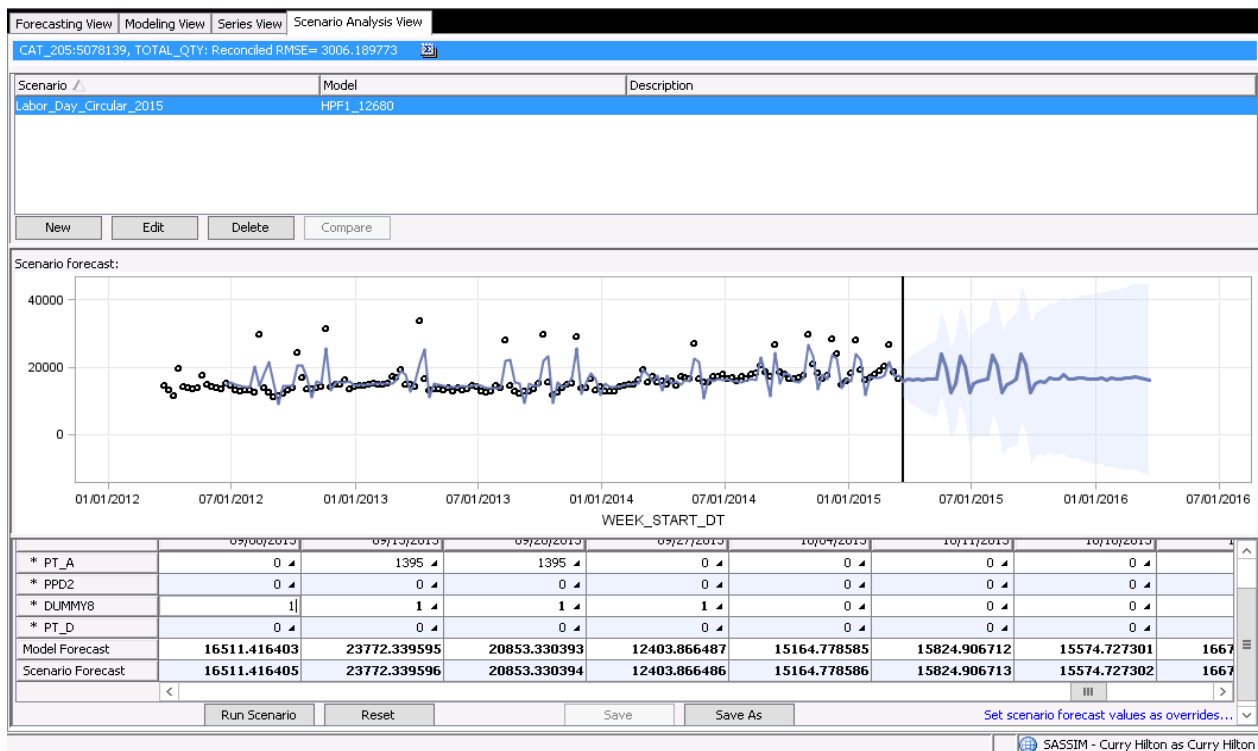 Forecasting View Modeling View Series View Scenario Analysis View
CAT_205:5078139, TOTAL_QTY: Reconciled RMSE= 3006.189773
Scenario Model Description
Labor_Day_Circular_2015 HPF1_12680
New Edit Delete Compare
Scenario forecast:
40000
20000
0
01/01/2012 07/01/2012 01/01/2013 07/01/2013 01/01/2014 07/01/2014 01/01/2015 07/01/2015 01/01/2016 07/01/2016
WEEK_START_DT
* PT_A 0 1395 1395 0 0 0 0
* PPD2 0 0 0 0 0 0 0
* DUMMY8 1 1 1 1 0 0 0
* PT_D 0 0 0 0 0 0 0
Model Forecast 16511.416403 23772.339595 20853.330393 12403.866487 15164.778585 15824.906712 15574.727301 1667
Scenario Forecast 16511.416405 23772.339596 20853.330394 12403.866486 15164.778586 15824.906713 15574.727302 1667
Run Scenario Reset Save Save As Set scenario forecast values as overrides...
SASSIM - Curry Hilton as Curry Hilton